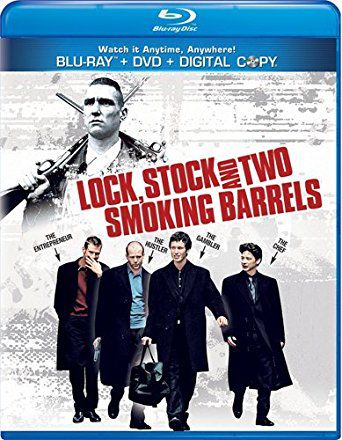 Blu-ray Disc
Watch it Anytime, Anywhere!
BLU-RAY™ + DVD + DIGITAL COPY
LOCK, STOCK AND TWO
SMOKING BARRELS
THE
ENTREPRENEUR
THE
HUSTLER
THE
GAMBLER
THE
CHEF